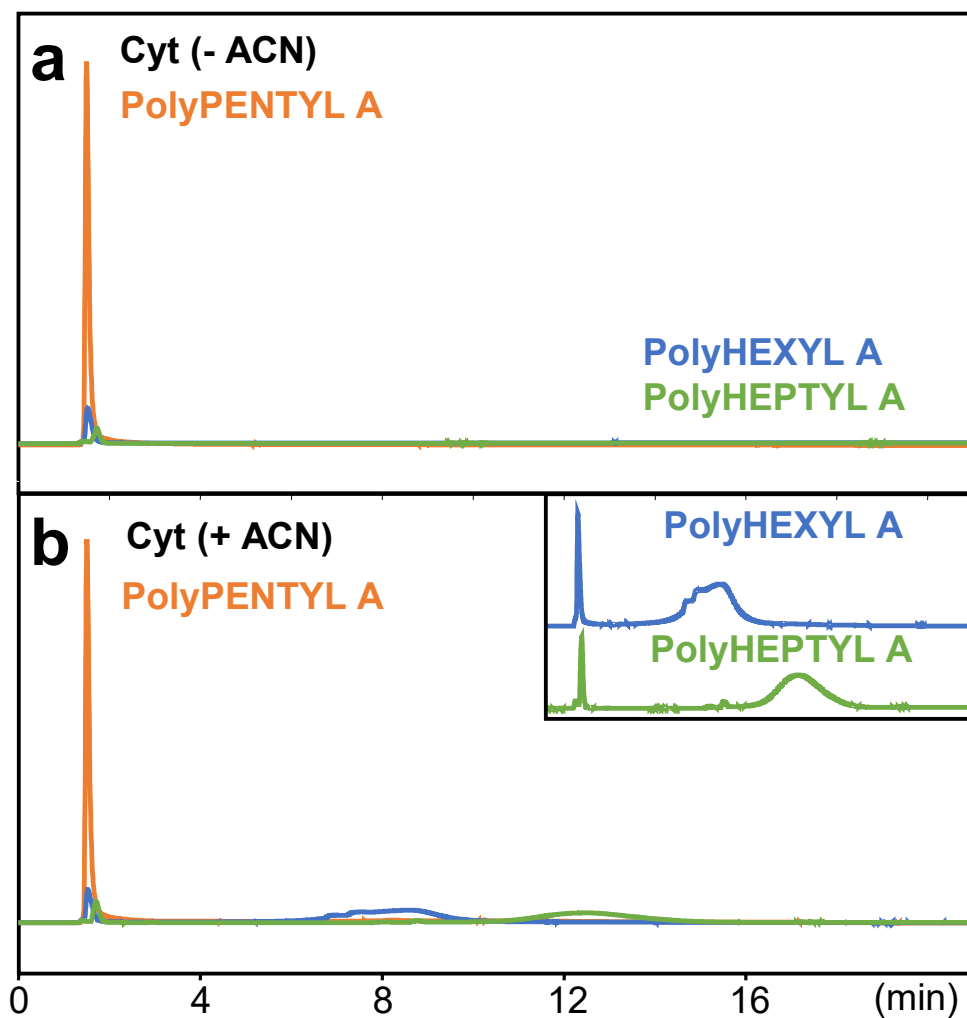 a
Cyt (- ACN)
PolyPENTYL A
PolyHEXYL A
PolyHEPTYL A
b
Cyt (+ ACN)
PolyPENTYL A
PolyHEXYL A
PolyHEPTYL A
0 4 8 12 16 (min)